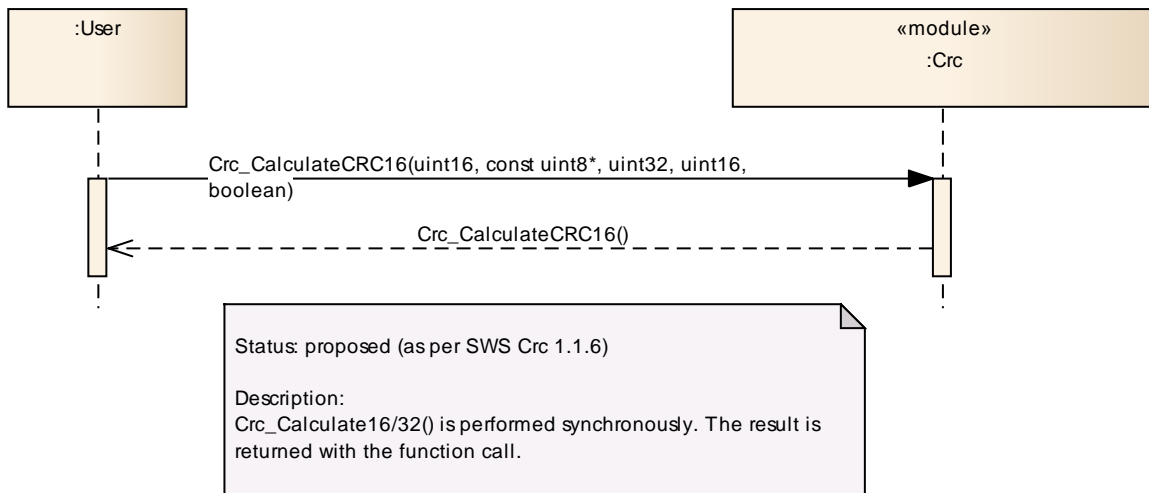 :User
«module»
:Crc
Crc_CalculateCRC16(uint16, const uint8*, uint32, uint16,
boolean)
Crc_CalculateCRC16()
Status: proposed (as per SWS Crc 1.1.6)
Description:
Crc_Calculate16/32() is performed synchronously. The result is
returned with the function call.